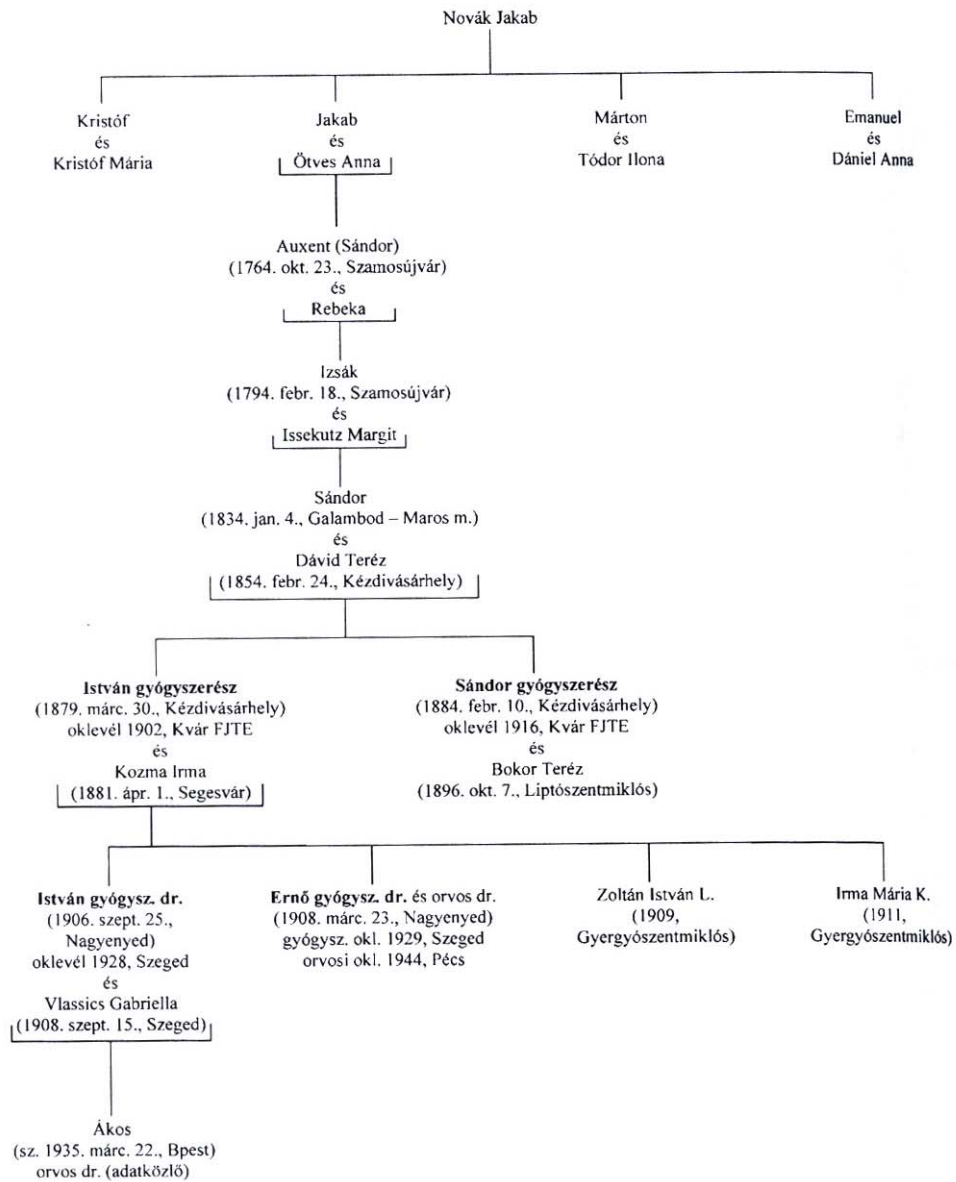 Novák Jakab
Kristóf
és
Kristóf Mária
Jakab
és
Ötves Anna
Márton
és
Tódor Ilona
Emanuel
és
Dániel Anna
Auxent (Sándor)
(1764. okt. 23., Szamosújvár)
és
Rebeka
Izsák
(1794. febr. 18., Szamosújvár)
és
Issekutz Margit
Sándor
(1834. jan. 4., Galambod – Maros m.)
és
Dávid Teréz
(1854. febr. 24., Kézdivásárhely)
István gyógyszerész
(1879. márc. 30., Kézdivásárhely)
oklevél 1902, Kvár FJTE
és
Kozma Irma
(1881. ápr. 1., Segesvár)
Sándor gyógyszerész
(1884. febr. 10., Kézdivásárhely)
oklevél 1916, Kvár FJTE
és
Bokor Teréz
(1896. okt. 7., Liptószentmiklós)
István gyógysz. dr.
(1906. szept. 25.,
Nagyenyed)
oklevél 1928, Szeged
és
Vlassics Gabriella
(1908. szept. 15., Szeged)
Ernő gyógysz. dr. és orvos dr.
(1908. márc. 23., Nagyenyed)
gyógysz. okl. 1929, Szeged
orvosi okl. 1944, Pécs
Zoltán István L.
(1909,
Gyergyószentmiklós)
Irma Mária K.
(1911,
Gyergyószentmiklós)
Ákos
(sz. 1935. márc. 22., Bpest)
orvos dr. (adatközlő)